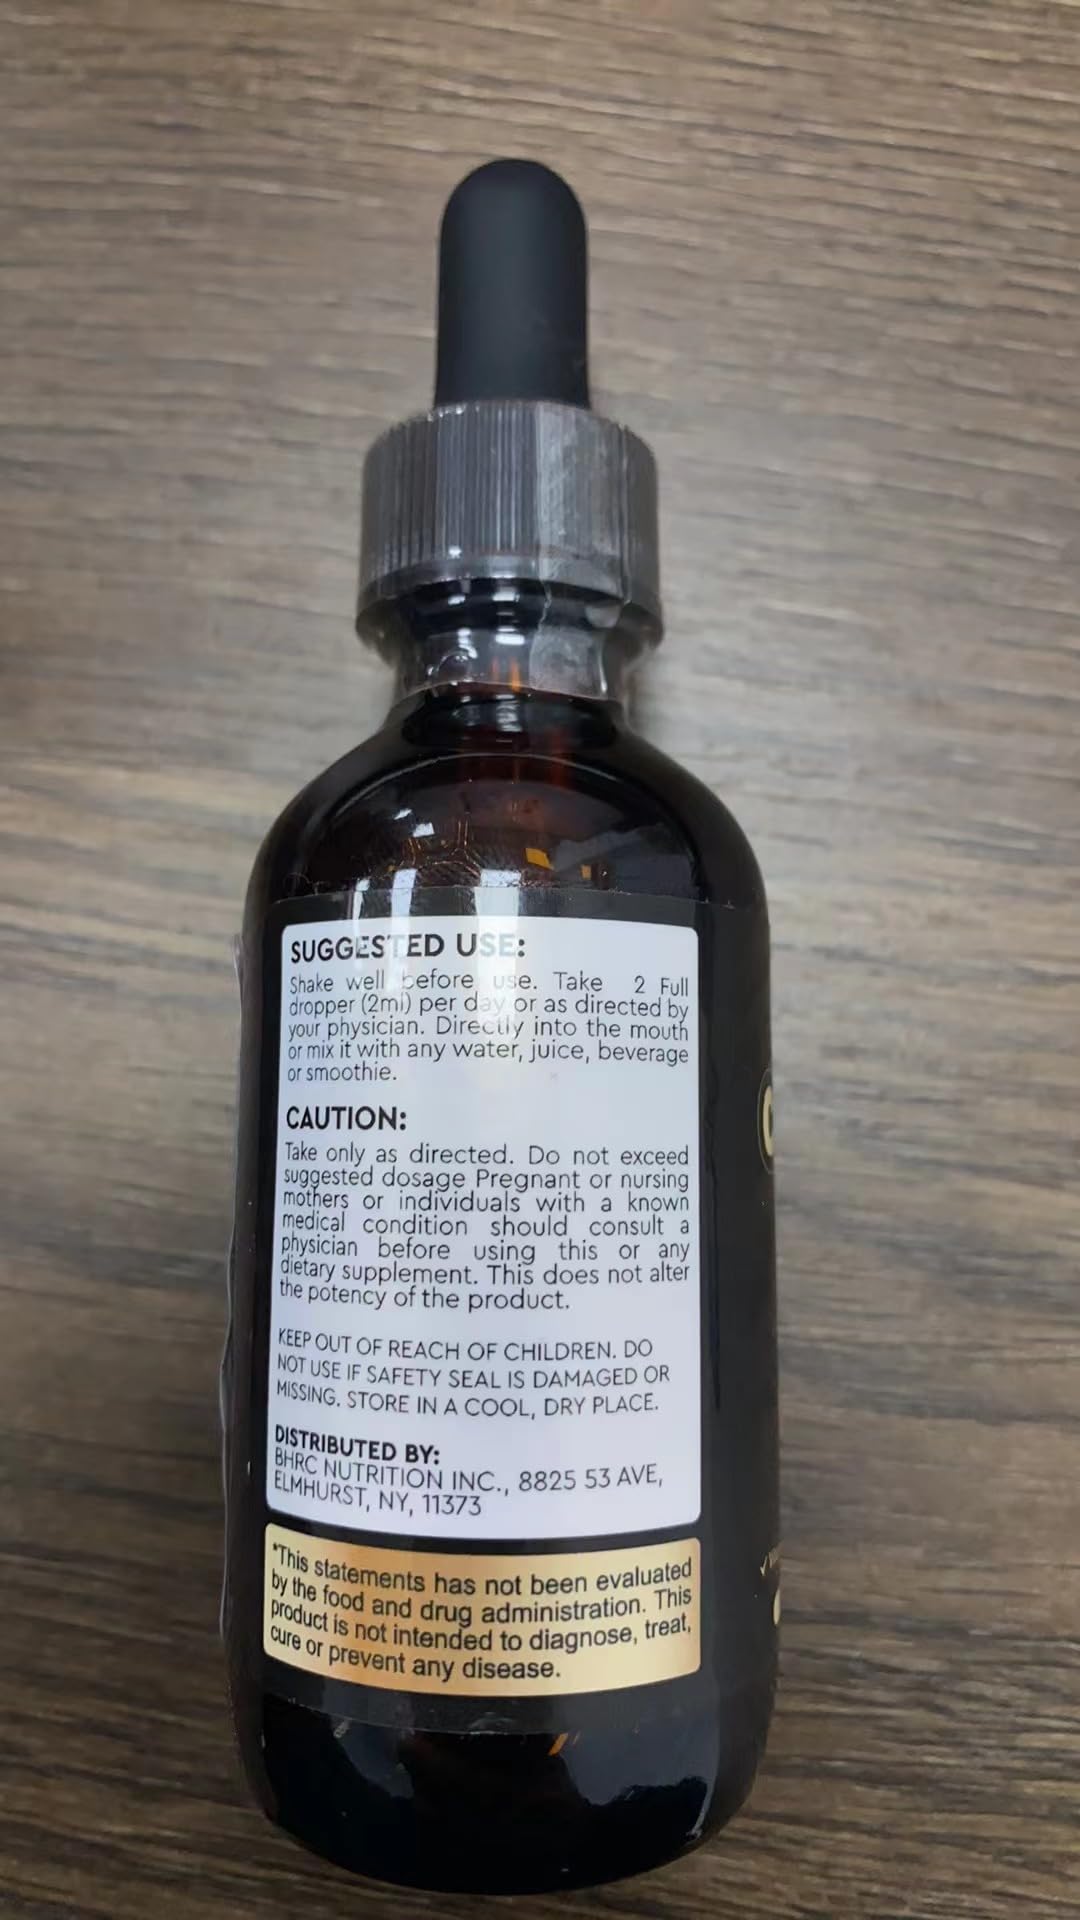 SUGGESTED USE:
Shake well before use. Take 2 Full
dropper (2ml) per day or as directed by
your physician. Directly into the mouth
or mix it with any water, juice, beverage
or smoothie.
CAUTION:
Take only as directed. Do not exceed
suggested dosage Pregnant or nursing
mothers or individuals with a known
medical condition should consult a
physician before using this or any
dietary supplement. This does not alter
the potency of the product.
KEEP OUT OF REACH OF CHILDREN. DO
NOT USE IF SAFETY SEAL IS DAMAGED OR
MISSING. STORE IN A COOL, DRY PLACE.
DISTRIBUTED BY:
BHRC NUTRITION INC., 8825 53 AVE,
ELMHURST, NY, 11373
*This statements has not been evaluated
by the food and drug administration. This
product is not intended to diagnose, treat,
cure or prevent any disease.